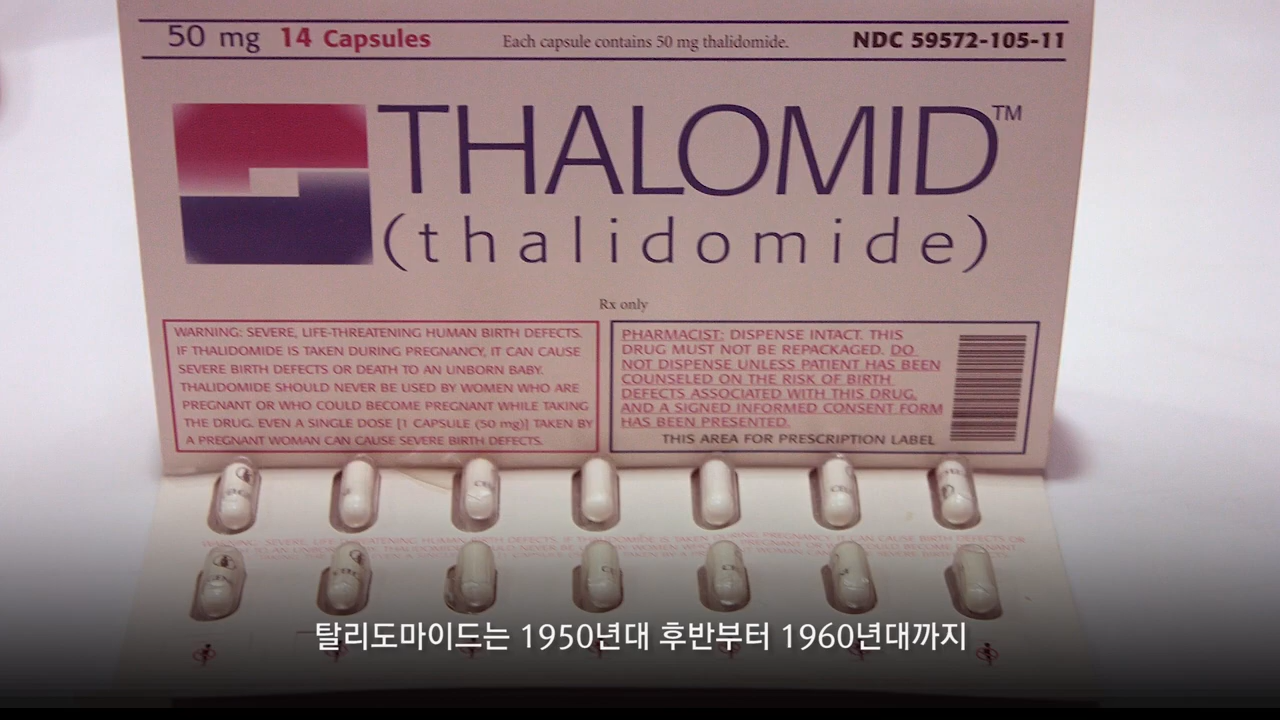 50 mg 14 Capsules Each capsule contains 50 mg thalidomide. NDC 59572-105-11
THALOMID™
(thalidomide)
Rx only
WARNING: SEVERE, LIFE-THREATENING HUMAN BIRTH DEFECTS.
IF THALIDOMIDE IS TAKEN DURING PREGNANCY, IT CAN CAUSE
SEVERE BIRTH DEFECTS OR DEATH TO AN UNBORN BABY.
THALIDOMIDE SHOULD NEVER BE USED BY WOMEN WHO ARE
PREGNANT OR WHO COULD BECOME PREGNANT WHILE TAKING
THE DRUG. EVEN A SINGLE DOSE [1 CAPSULE (50 mg)] TAKEN BY
A PREGNANT WOMAN CAN CAUSE SEVERE BIRTH DEFECTS.
PHARMACIST: DISPENSE INTACT. THIS
DRUG MUST NOT BE REPACKAGED. DO
NOT DISPENSE UNLESS PATIENT HAS BEEN
COUNSELED ON THE RISK OF BIRTH
DEFECTS ASSOCIATED WITH THIS DRUG,
AND A SIGNED INFORMED CONSENT FORM
HAS BEEN PRESENTED.
THIS AREA FOR PRESCRIPTION LABEL
탈리도마이드는 1950년대 후반부터 1960년대까지